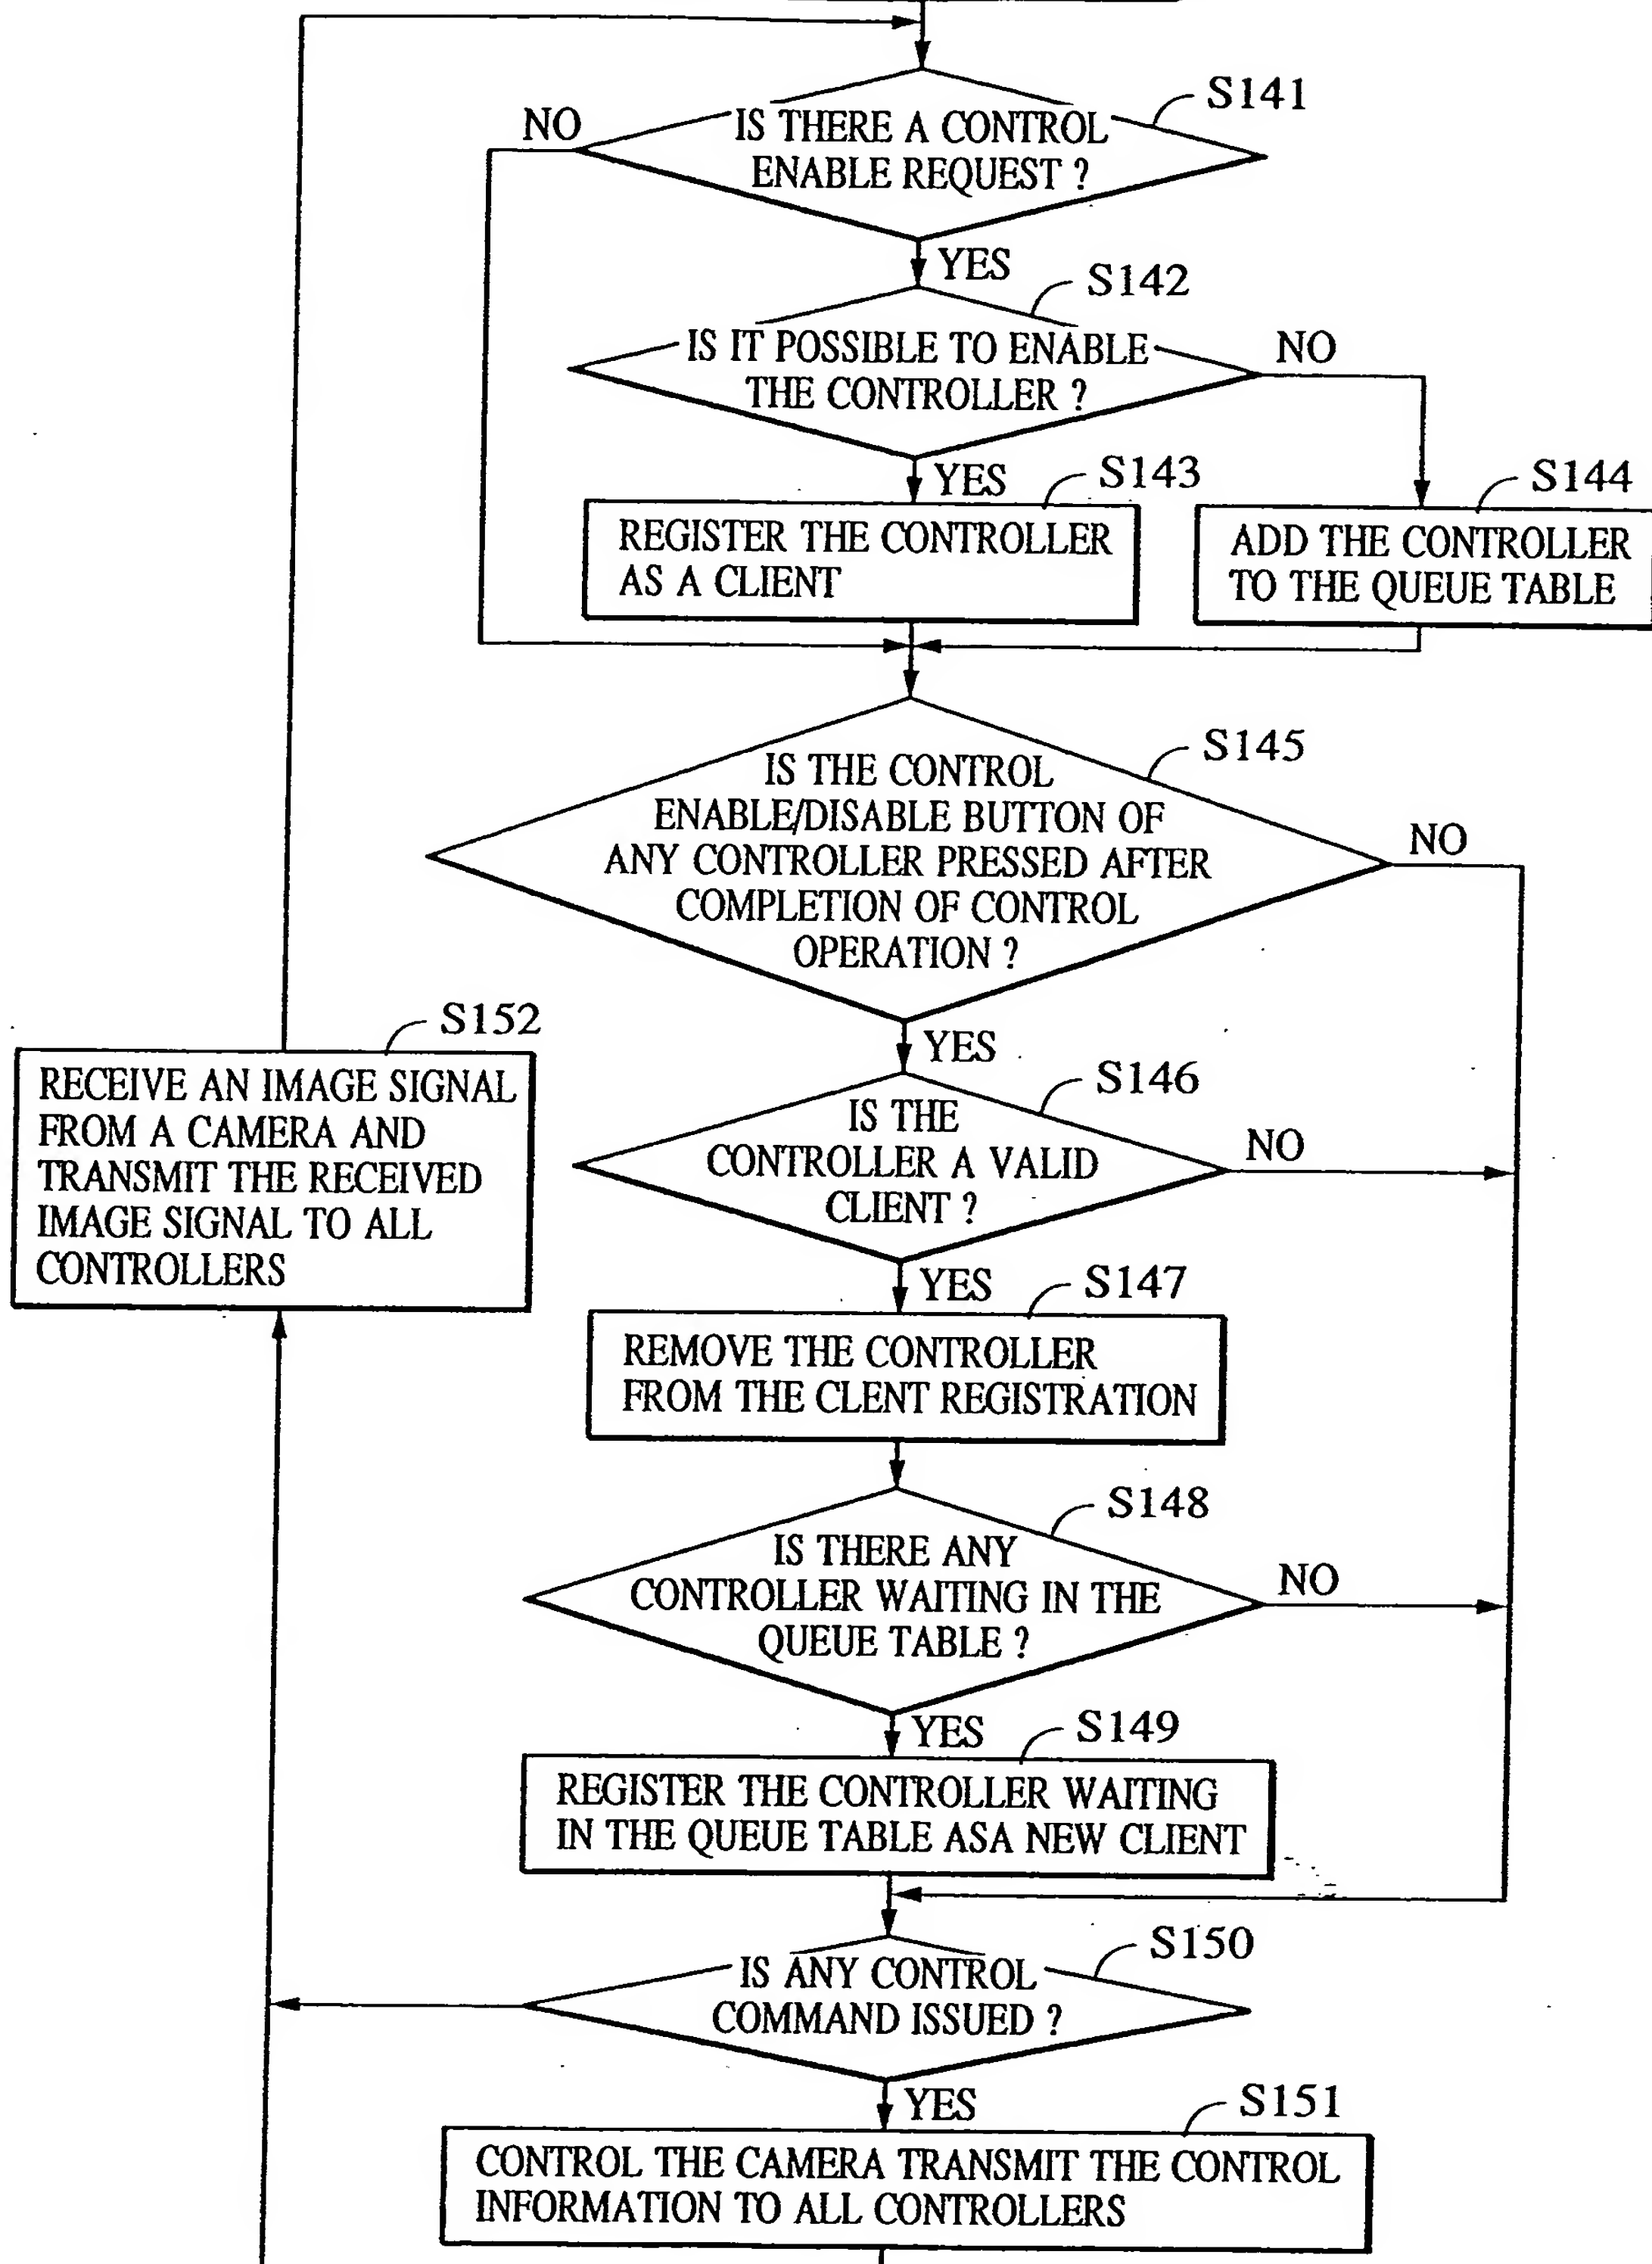 S141
NO
IS THERE A CONTROL
ENABLE REQUEST ?
YES
S142
IS IT POSSIBLE TO ENABLE
THE CONTROLLER ?
NO
YES
S143
REGISTER THE CONTROLLER
AS A CLIENT
S144
ADD THE CONTROLLER
TO THE QUEUE TABLE
S145
IS THE CONTROL
ENABLE/DISABLE BUTTON OF
ANY CONTROLLER PRESSED AFTER
COMPLETION OF CONTROL
OPERATION ?
NO
YES
S152
RECEIVE AN IMAGE SIGNAL
FROM A CAMERA AND
TRANSMIT THE RECEIVED
IMAGE SIGNAL TO ALL
CONTROLLERS
S146
IS THE
CONTROLLER A VALID
CLIENT ?
NO
YES
S147
REMOVE THE CONTROLLER
FROM THE CLENT REGISTRATION
S148
IS THERE ANY
CONTROLLER WAITING IN THE
QUEUE TABLE ?
NO
YES
S149
REGISTER THE CONTROLLER WAITING
IN THE QUEUE TABLE ASA NEW CLIENT
S150
IS ANY CONTROL
COMMAND ISSUED ?
YES
S151
CONTROL THE CAMERA TRANSMIT THE CONTROL
INFORMATION TO ALL CONTROLLERS